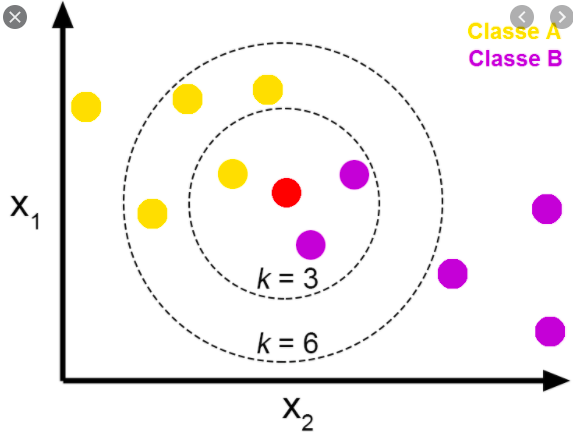 Classe A
Classe B
X1
k = 3
k = 6
X2